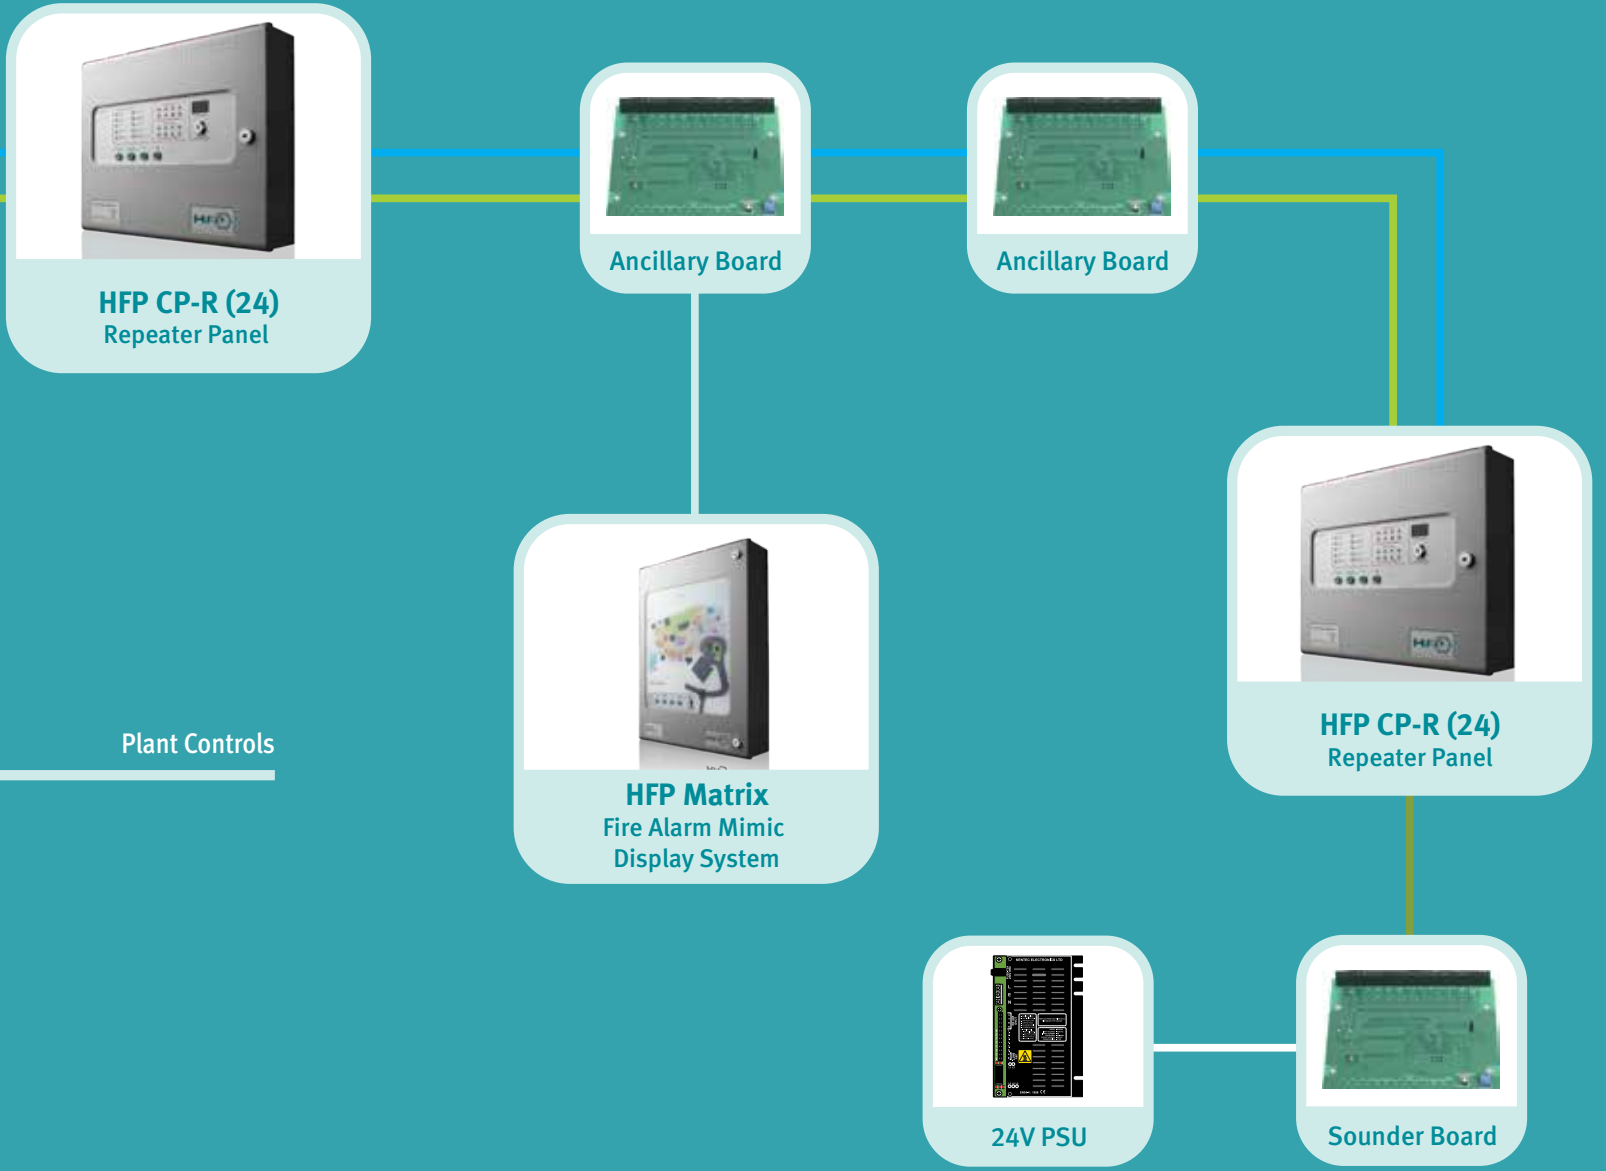 HFP CP-R (24)
Repeater Panel
Ancillary Board
Ancillary Board
HFP CP-R (24)
Repeater Panel
Plant Controls
HFP Matrix
Fire Alarm Mimic
Display System
24V PSU
Sounder Board